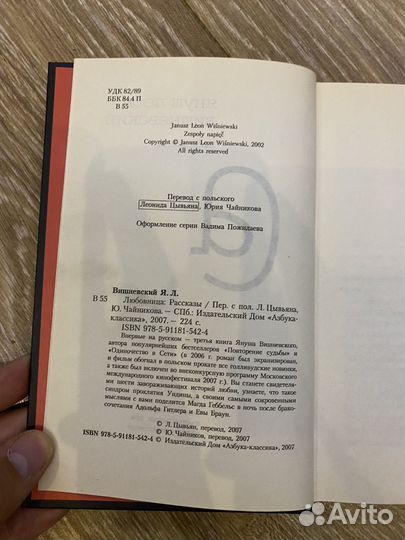 УДК 82/89
ББК 84.4 П
В 55
Janusz Leon Wiśniewski
Zespoły napięć
Copyright © Janusz Leon Wiśniewski, 2002
All rights reserved
Перевод с польского
Леонида Цывьяна, Юрия Чайникова
Оформление серии Вадима Пожидаева
Вишневский Я. Л.
В 55 Любовница: Рассказы / Пер. с пол. Л. Цывьяна,
Ю. Чайникова. — СПб.: Издательский Дом «Азбука-
классика», 2007. — 224 с.
ISBN 978-5-91181-542-4
Впервые на русском — третья книга Януша Вишневского,
автора популярнейших бестселлеров «Повторение судьбы» и
«Одиночество в Сети» (в 2006 г. роман был экранизирован,
и фильм обогнал в польском прокате все голливудские новинки,
а также был включен во внеконкурсную программу Московского
международного кинофестиваля 2007 г.). Вы станете свидетеля-
ми шести завораживающих историй любви, узнаете, что такое
синдром проклятия Ундины, а своими самыми сокровенными
мыслями с вами поделится Магда Геббельс в ночь после брако-
сочетания Адольфа Гитлера и Евы Браун.
© Л. Цывьян, перевод, 2007
© Ю. Чайников, перевод, 2007
ISBN 978-5-91181-542-4 © Издательский Дом «Азбука-классика», 2007
Avito